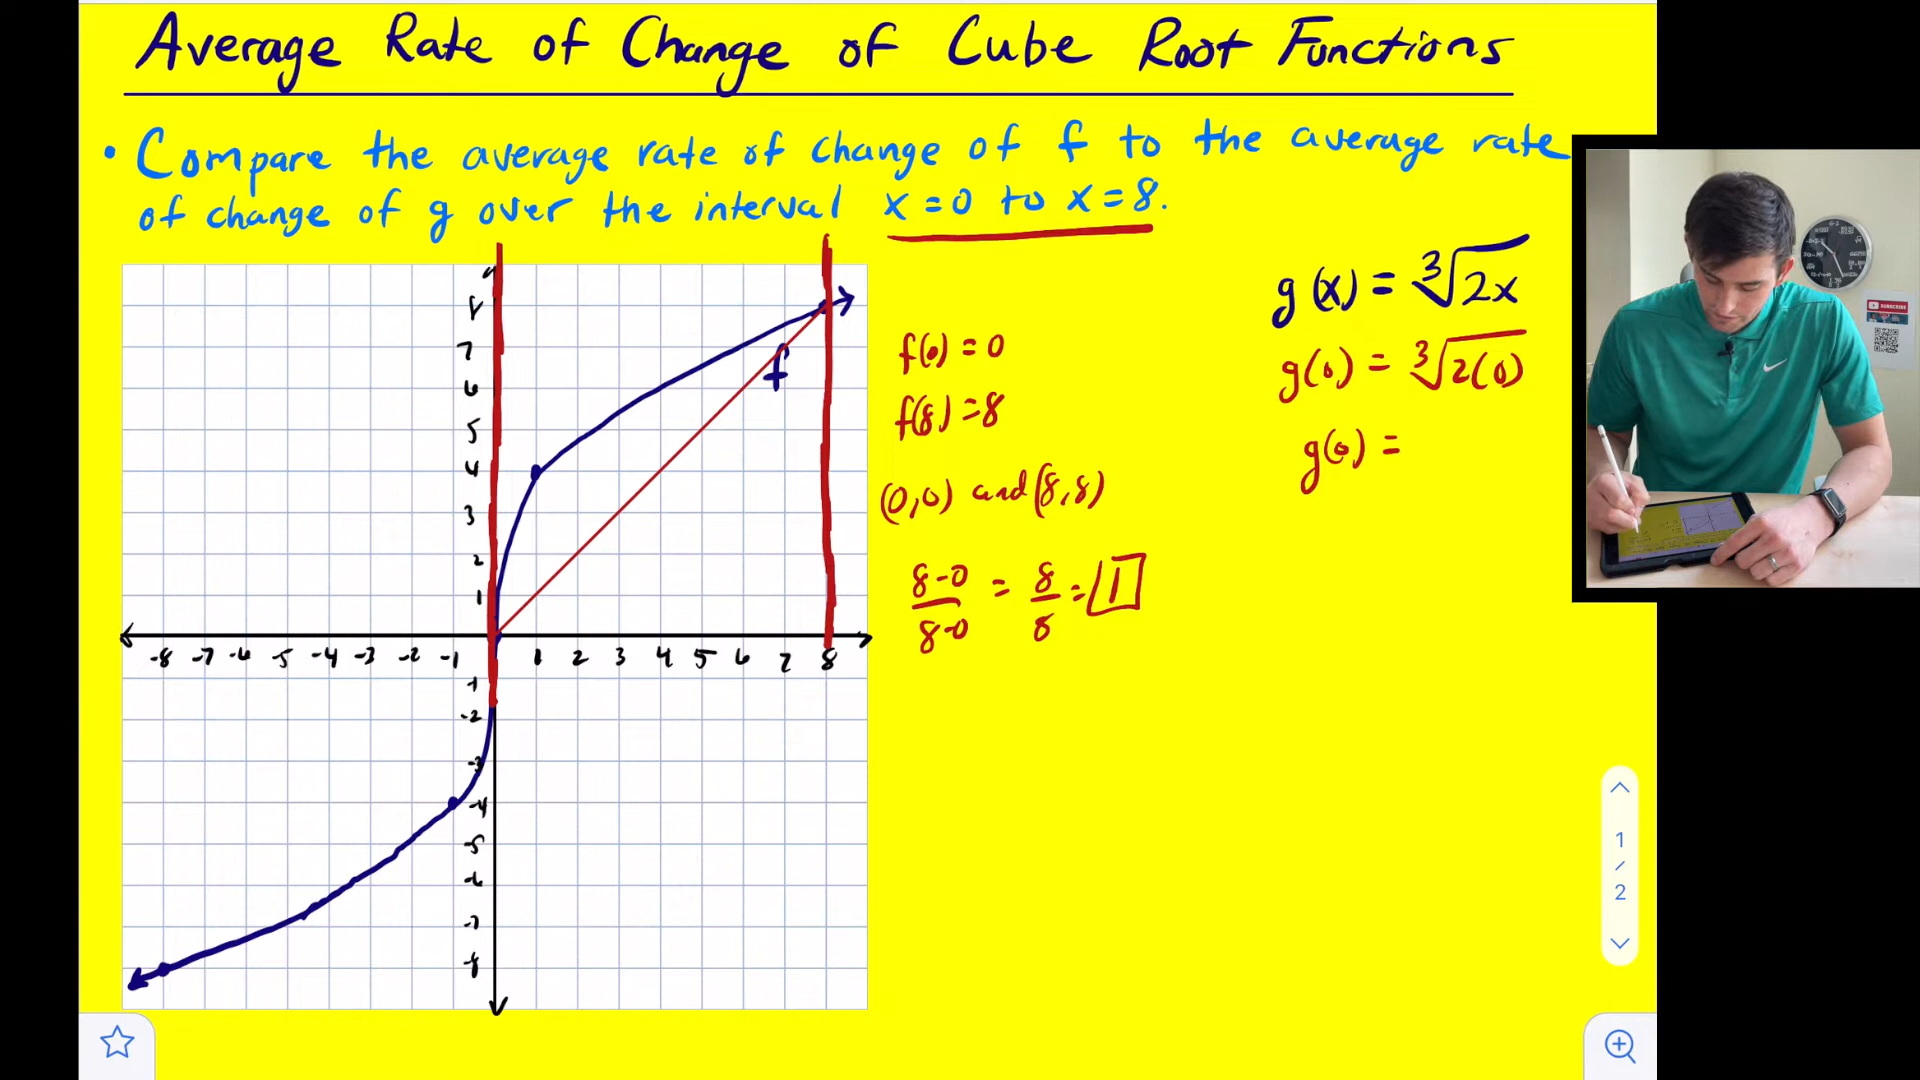 Average Rate of Change of Cube Root Functions
• Compare the average rate of change of f to the average rate
of change of g over the interval x=0 to x=8.
g(x) = ∛2x
f(0) = 0
g(0) = ∛2(0)
f(8) = 8
g(0) =
(0,0) and (8,8)
8-0/8-0 = 8/8 = 1
f
9
8
7
6
5
4
3
2
1
-8 -7 -6 -5 -4 -3 -2 -1 1 2 3 4 5 6 7 8
-1
-2
-3
-4
-5
-6
-7
-8
SUBSCRIBE
1
/
2